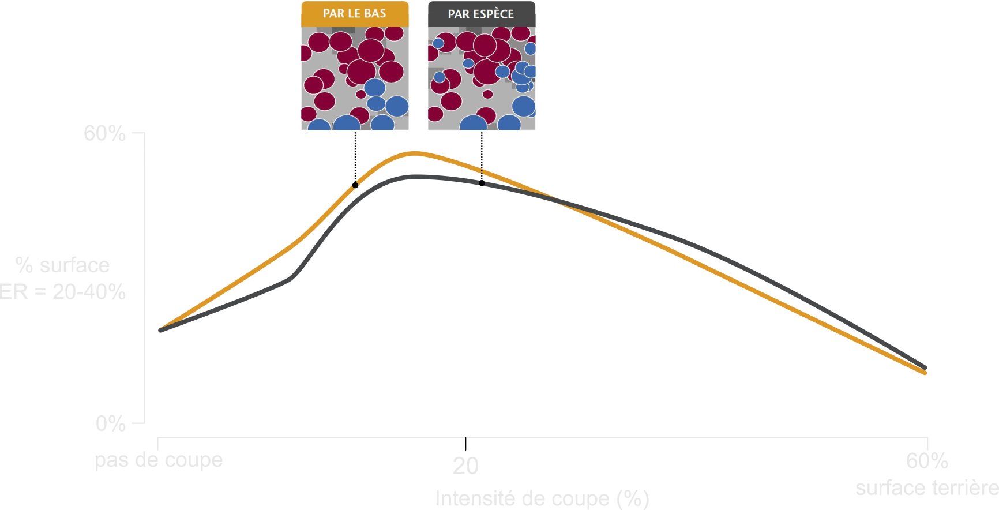 PAR LE BAS
PAR ESPÈCE
60%
% surface
ER = 20-40%
0%
pas de coupe
20
60%
surface terrière
Intensité de coupe (%)